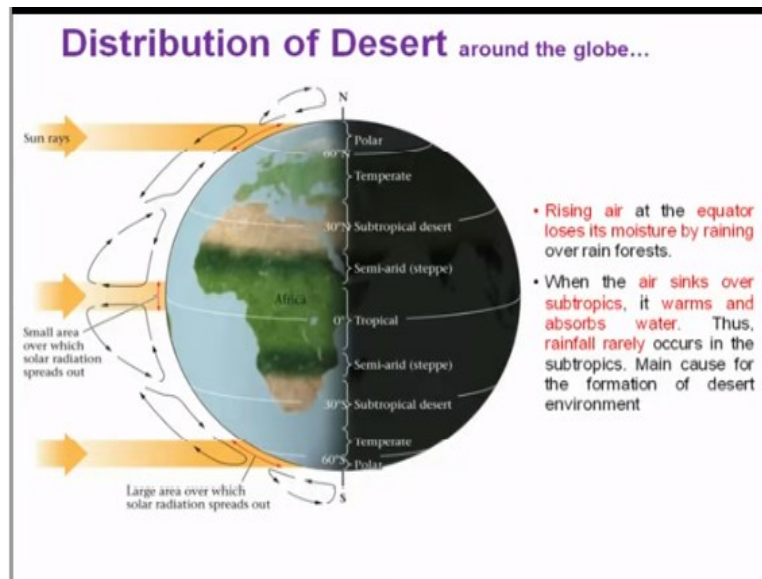 Distribution of Desert around the globe...
N
Sun rays
Polar
60°N
Temperate
30°N
Subtropical desert
Semi-arid (steppe)
Africa
0°
Tropical
Small area
over which
solar radiation
spreads out
Semi-arid (steppe)
30°S
Subtropical desert
Temperate
60°S
Polar
Large area over which
solar radiation spreads out
S
• Rising air at the equator
loses its moisture by raining
over rain forests.
• When the air sinks over
subtropics, it warms and
absorbs water. Thus,
rainfall rarely occurs in the
subtropics. Main cause for
the formation of desert
environment